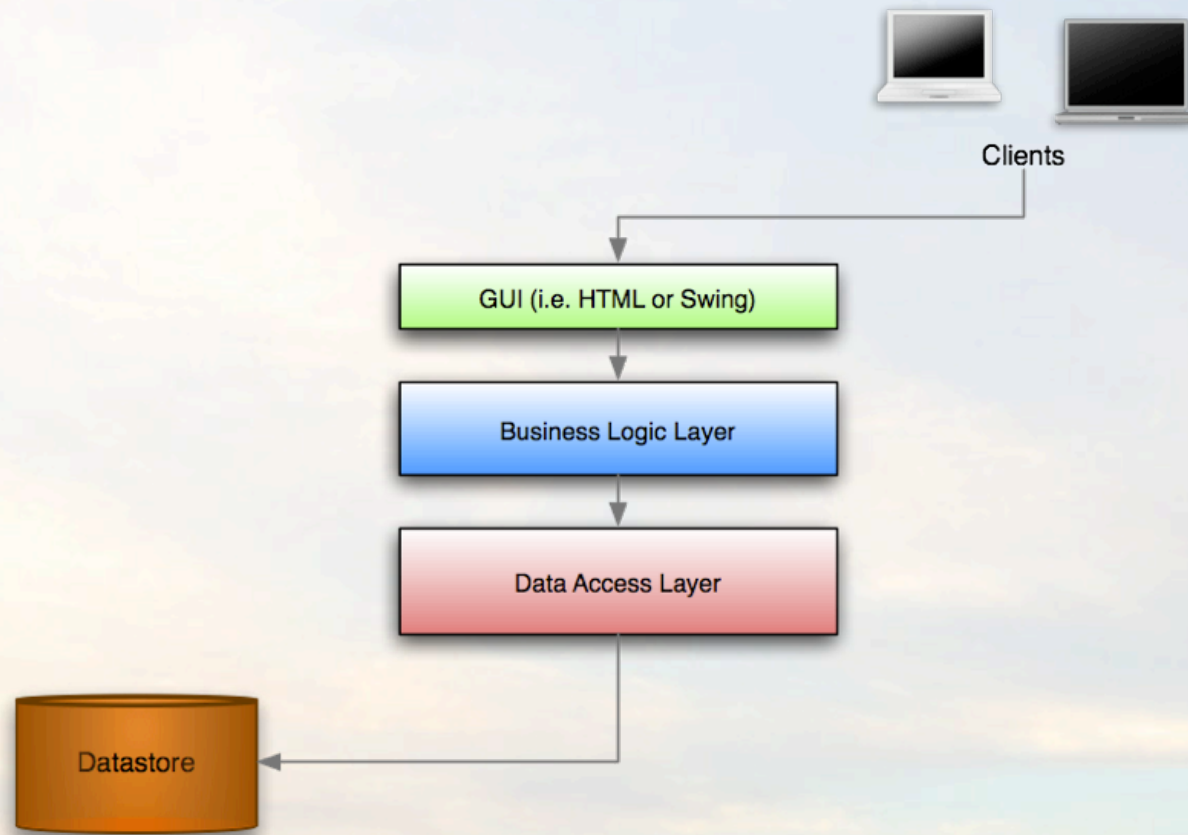 Clients
GUI (i.e. HTML or Swing)
Business Logic Layer
Data Access Layer
Datastore